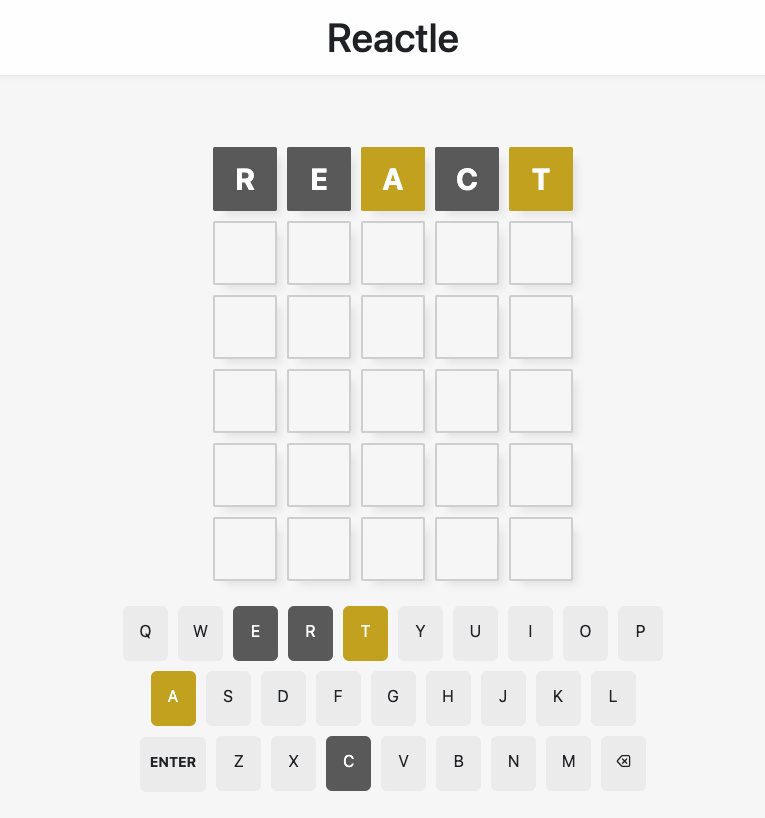 Reactle
R E A C T
Q W E R T Y U I O P
A S D F G H J K L
ENTER Z X C V B N M ⌫